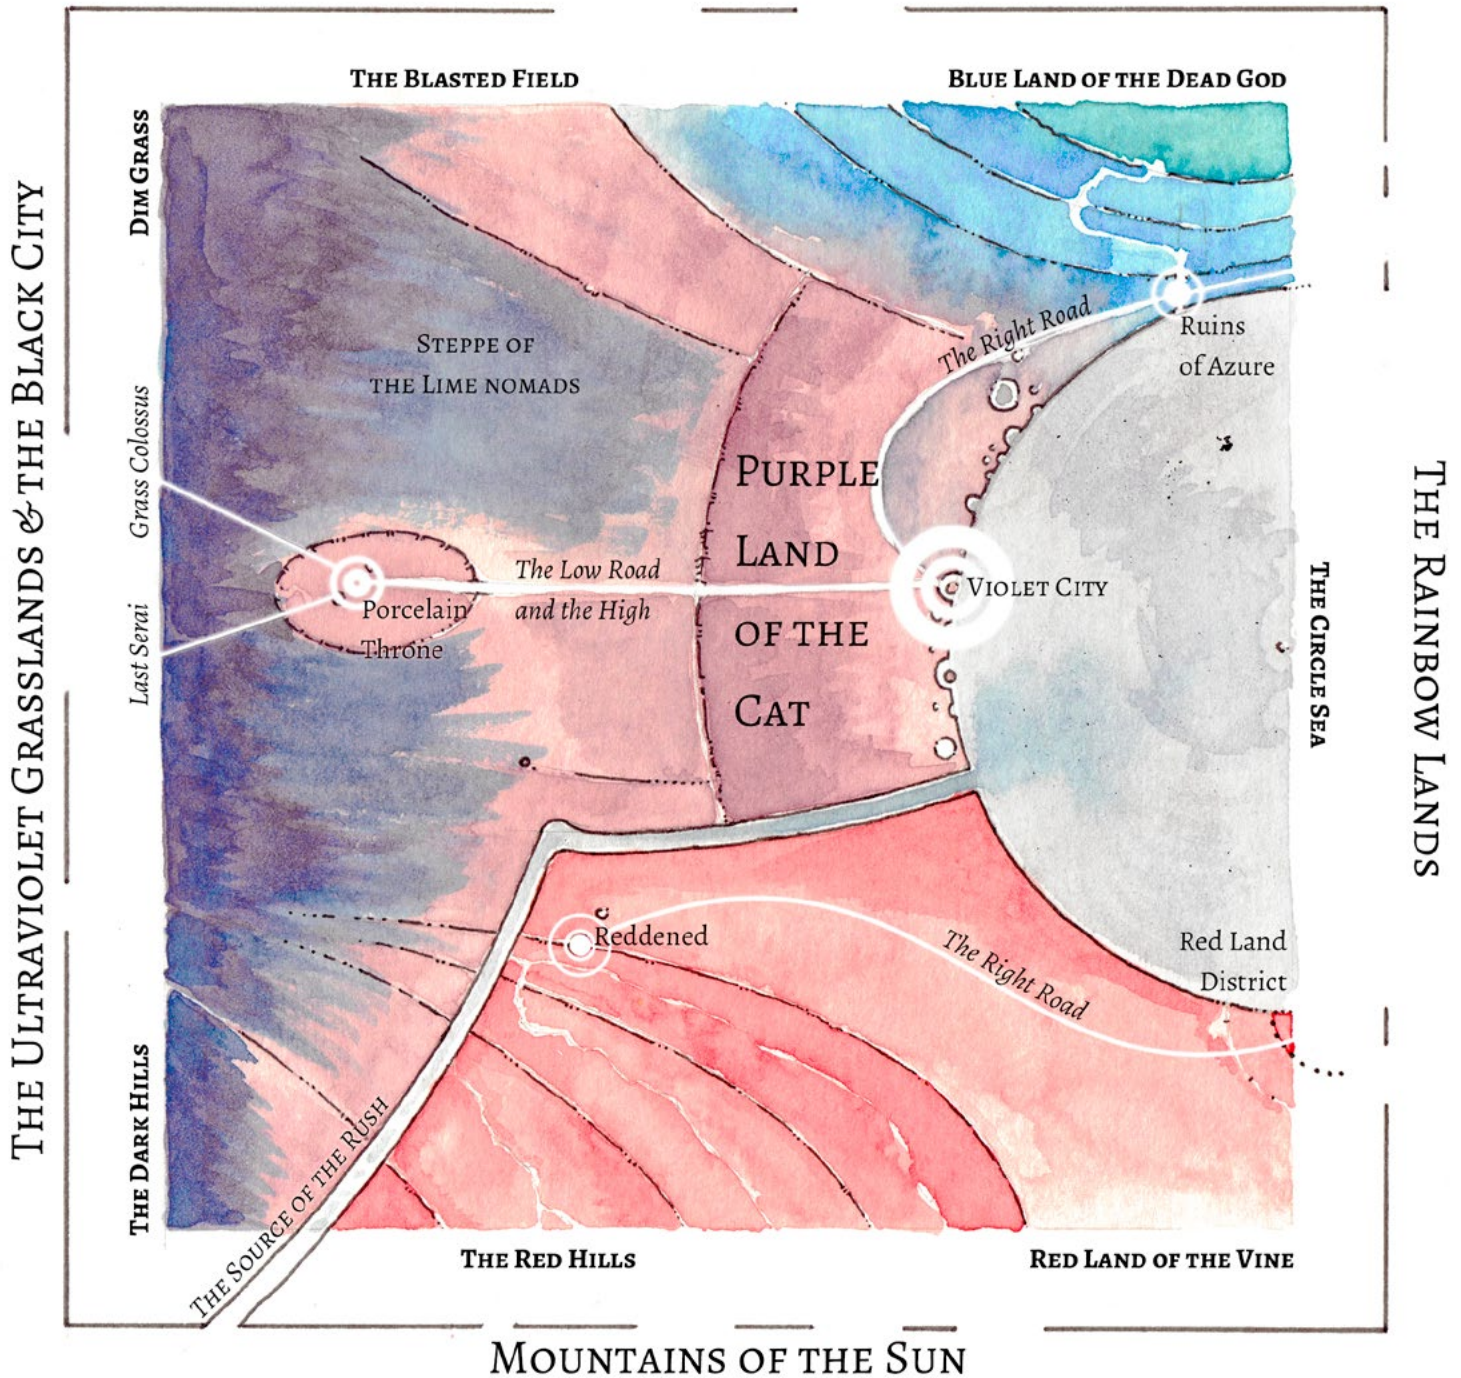 The Blasted Field
Blue Land of the Dead God
Dim Grass
The Ultraviolet Grasslands & the Black City
Steppe of
the Lime nomads
The Right Road
Ruins
of Azure
Grass Colossus
Purple
Land
of the
Cat
The Low Road
and the High
Violet City
Porcelain
Throne
Last Serai
The Circle Sea
The Rainbow Lands
Reddened
The Right Road
Red Land
District
The Dark Hills
The Source of the Rush
The Red Hills
Red Land of the Vine
Mountains of the Sun